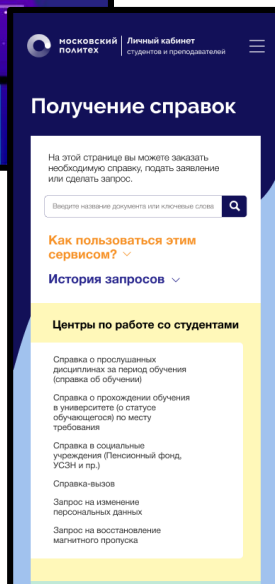 московский
политех
Личный кабинет
студентов и преподавателей
Получение справок
На этой странице вы можете заказать
необходимую справку, подать заявление
или сделать запрос.
Введите название документа или ключевые слова
Как пользоваться этим
сервисом?
История запросов
Центры по работе со студентами
Справка о прослушанных
дисциплинах за период обучения
(справка об обучении)
Справка о прохождении обучения
в университете (о статусе
обучающегося) по месту
требования
Справка в социальные
учреждения (Пенсионный фонд,
УСЗН и пр.)
Справка-вызов
Запрос на изменение
персональных данных
Запрос на восстановление
магнитного пропуска